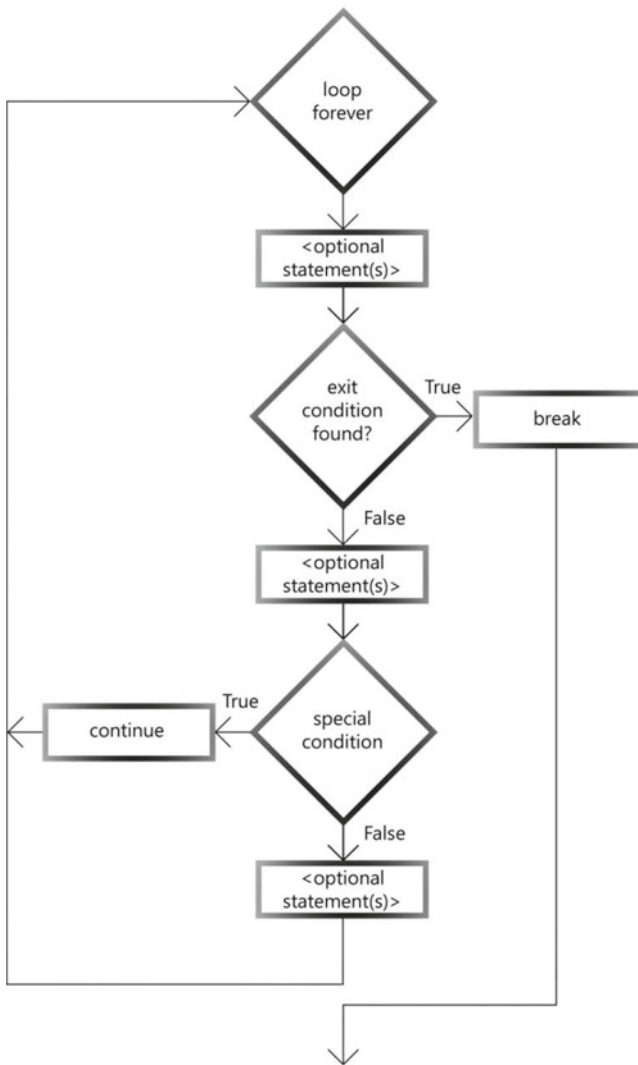 loop
forever
<optional
statement(s)>
exit
condition
found?
True
break
False
<optional
statement(s)>
True
continue
special
condition
False
<optional
statement(s)>